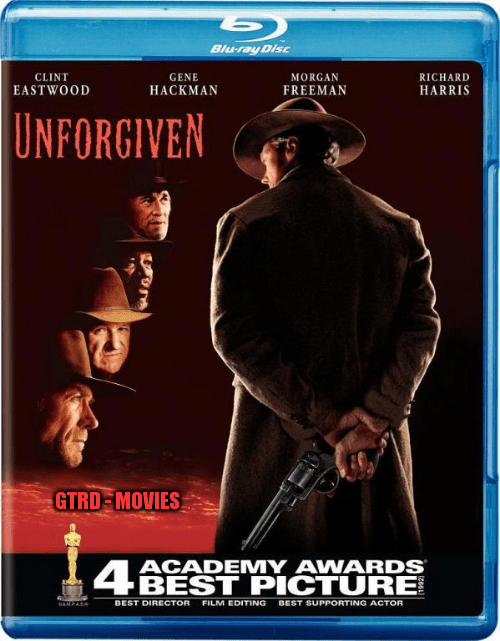 Blu-ray Disc
CLINT EASTWOOD
GENE HACKMAN
MORGAN FREEMAN
RICHARD HARRIS
UNFORGIVEN
GTRD - MOVIES
4 ACADEMY AWARDS®
BEST PICTURE (1992)
BEST DIRECTOR FILM EDITING BEST SUPPORTING ACTOR